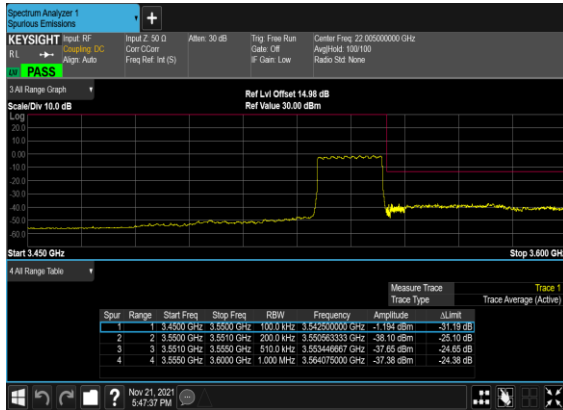 Spectrum Analyzer 1
Spurious Emissions
KEYSIGHT Input: RF Input Z: 50 Ω Atten: 30 dB Trig: Free Run Center Freq: 22.005000000 GHz
RL Coupling: DC Corr CCorr Gate: Off Avg|Hold: 100/100
Align: Auto Freq Ref: Int (S) IF Gain: Low Radio Std: None
LW PASS
3 All Range Graph
Ref Lvl Offset 14.98 dB
Scale/Div 10.0 dB Ref Value 30.00 dBm
Log
20.0
10.0
0.00
-10.0
-20.0
-30.0
-40.0
-50.0
-60.0
Start 3.450 GHz Stop 3.600 GH
4 All Range Table
Measure Trace Trace 1
Trace Type Trace Average (Active)
Spur Range Start Freq Stop Freq RBW Frequency Amplitude ΔLimit
1 1 3.4500 GHz 3.5500 GHz 100.0 kHz 3.542500000 GHz -1.194 dBm -31.19 dB
2 2 3.5500 GHz 3.5510 GHz 200.0 kHz 3.550563333 GHz -38.10 dBm -25.10 dB
3 3 3.5510 GHz 3.5550 GHz 510.0 kHz 3.553446667 GHz -37.65 dBm -24.65 dB
4 4 3.5550 GHz 3.6000 GHz 1.000 MHz 3.564075000 GHz -37.38 dBm -24.38 dB
Nov 21, 2021
5:47:37 PM